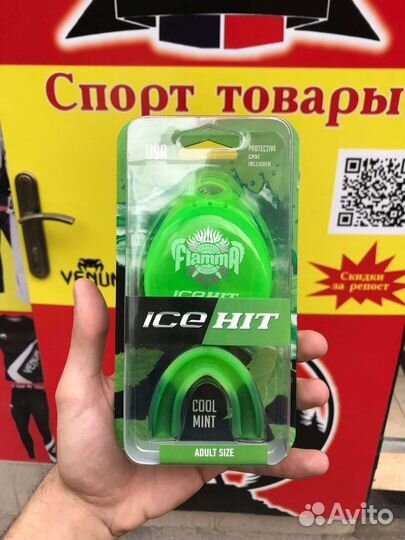 Спорт товары
USA
PROTECTIVE
CASE
INCLUDED
Flamma
ICE HIT
ICE HIT
VENUM
Скидки
за репост
COOL
MINT
ADULT SIZE
Avito